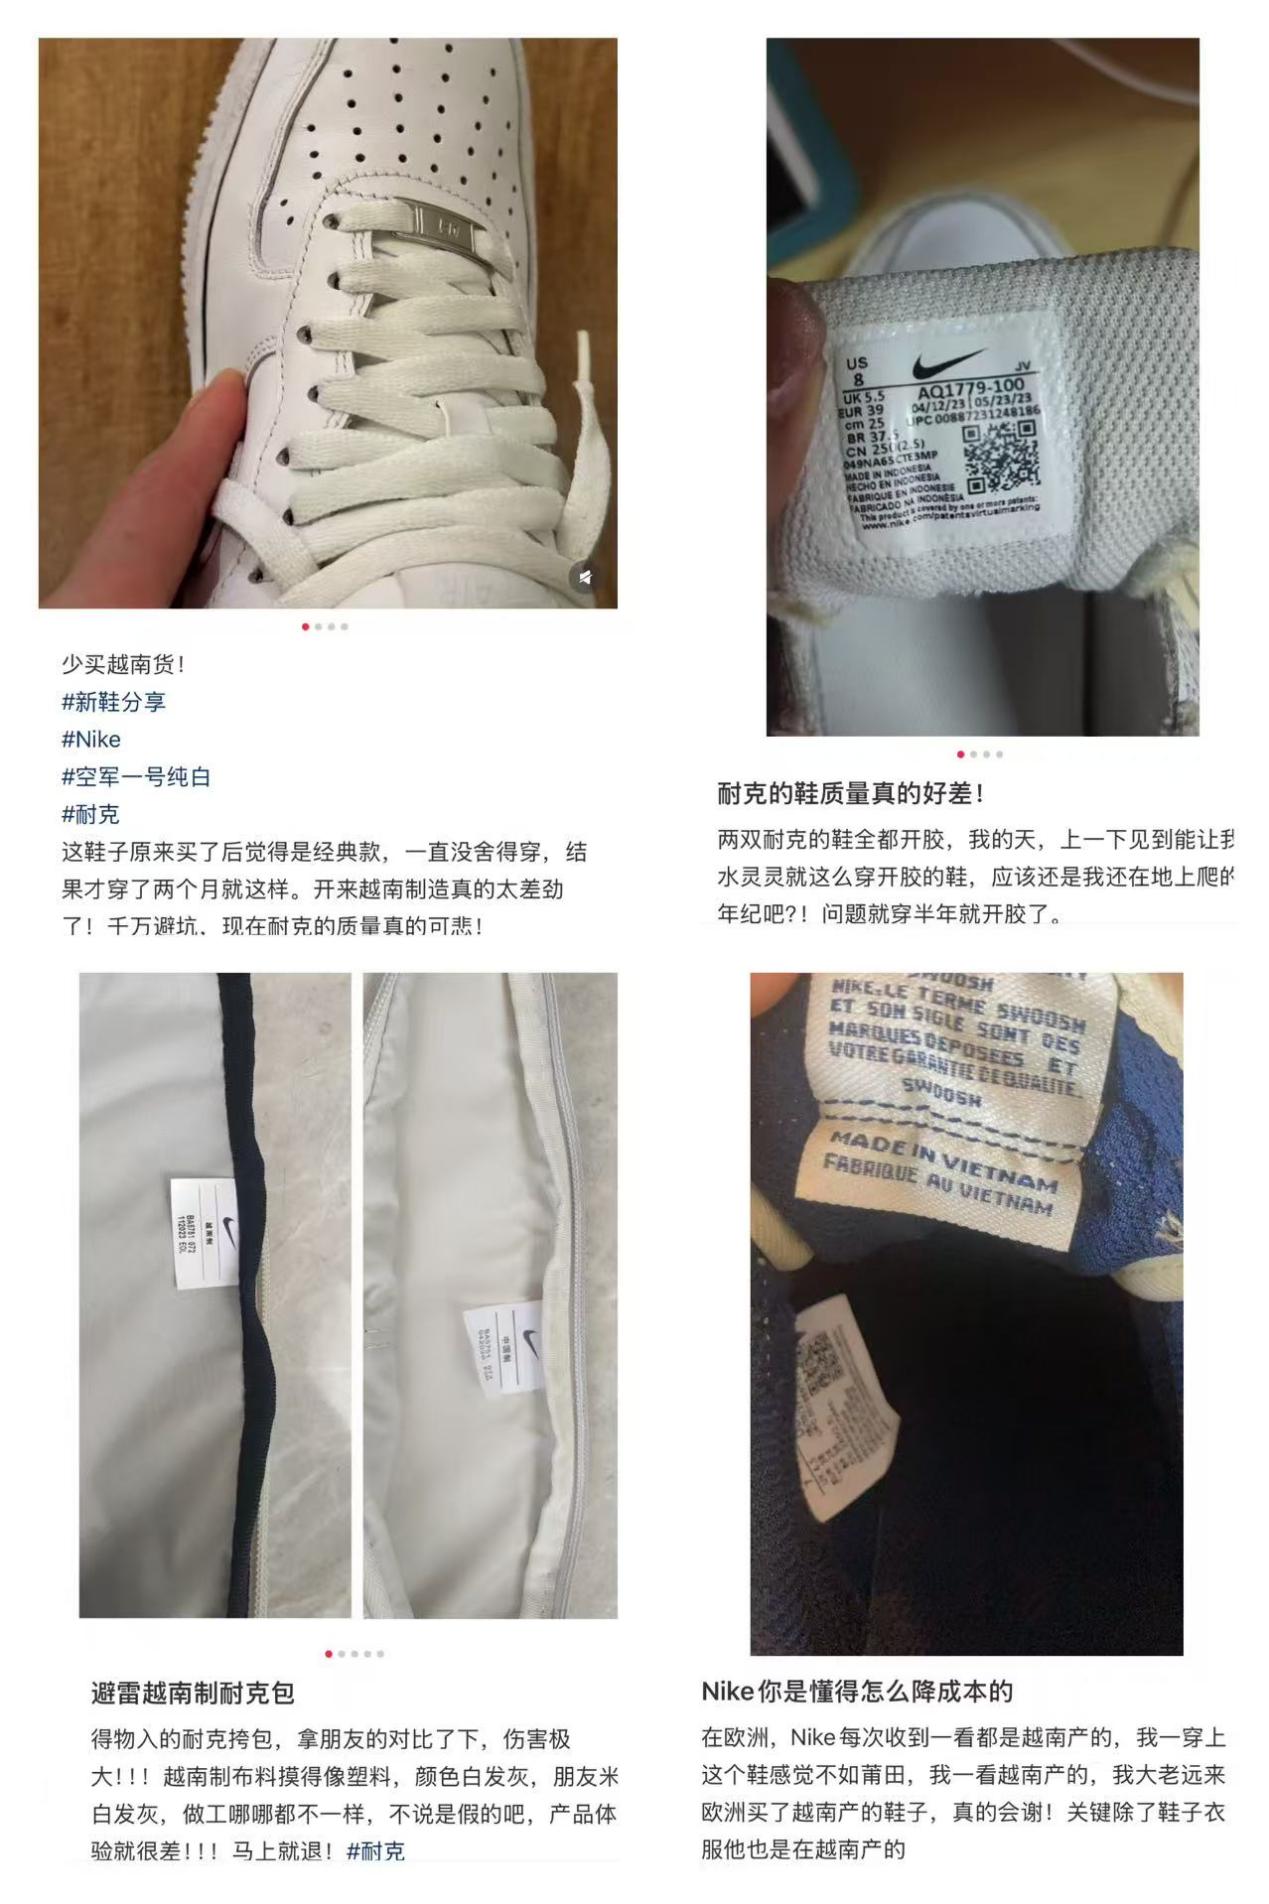 少买越南货！
#新鞋分享
#Nike
#空军一号纯白
#耐克
这鞋子原来买了后觉得是经典款，一直没舍得穿，结
果才穿了两个月就这样。开来越南制造真的太差劲
了！千万避坑，现在耐克的质量真的可悲！
US
8
JV
AQ1779-100
UK 5.5
04/12/23 05/23/23
EUR 39
UPC 00887231248186
cm 25
BR 37.5
CN 250(2.5)
049NA65CTE3MP
MADE IN INDONESIA
HECHO EN INDONESIA
FABRIQUE EN INDONESIE
FABRICADO NA INDONÉSIA
This product is covered by one or more patents:
www.nike.com/patentsvirtualmarking
耐克的鞋质量真的好差！
两双耐克的鞋全都开胶，我的天，上一下见到能让我
水灵灵就这么穿开胶的鞋，应该还是我还在地上爬的
年纪吧？！问题就穿半年就开胶了。
越南制
BA5751 072
112023 EOL
中国制
BA5751
避雷越南制耐克包
得物入的耐克挎包，拿朋友的对比了下，伤害极
大！！！越南制布料摸得像塑料，颜色白发灰，朋友米
白发灰，做工哪哪都不一样，不说是假的吧，产品体
验就很差！！！马上就退！#耐克
SWOOSH
NIKE.LE TERME SWOOSH
ET SON SIGLE SONT DES
MARQUES DEPOSEES ET
VOTRE GARANTIE DE QUALITE.
SWOOSH
MADE IN VIETNAM
FABRIQUE AU VIETNAM
Nike你是懂得怎么降成本的
在欧洲，Nike每次收到一看都是越南产的，我一穿上
这个鞋感觉不如莆田，我一看越南产的，我大老远来
欧洲买了越南产的鞋子，真的会谢！关键除了鞋子衣
服他也是在越南产的